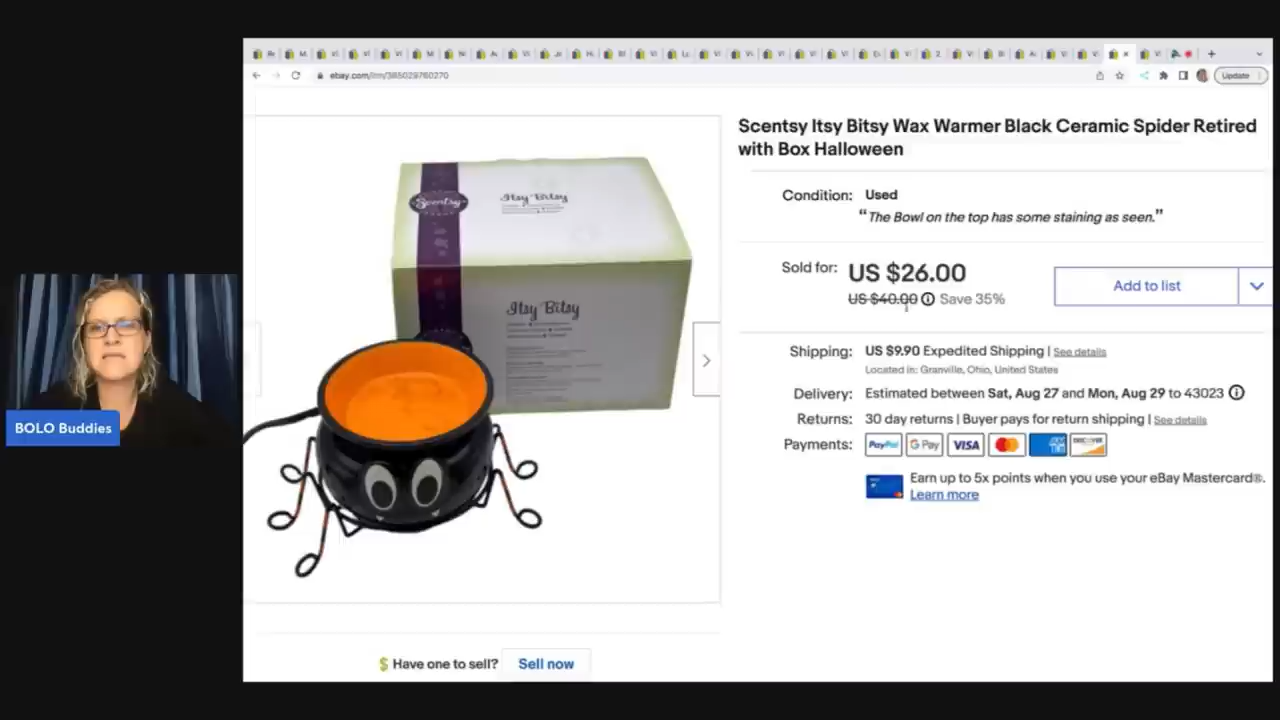 ebay.com/itm/385029760270
Update
Scentsy Itsy Bitsy Wax Warmer Black Ceramic Spider Retired
with Box Halloween
Condition: Used
“The Bowl on the top has some staining as seen.”
Sold for: US $26.00
US $40.00 Save 35%
Add to list
Shipping: US $9.90 Expedited Shipping | See details
Located in: Granville, Ohio, United States
Delivery: Estimated between Sat, Aug 27 and Mon, Aug 29 to 43023
Returns: 30 day returns | Buyer pays for return shipping | See details
Payments: PayPal G Pay VISA DISCOVER
Earn up to 5x points when you use your eBay Mastercard®.
Learn more
Scentsy
Itsy Bitsy
Itsy Bitsy
BOLO Buddies
$ Have one to sell? Sell now